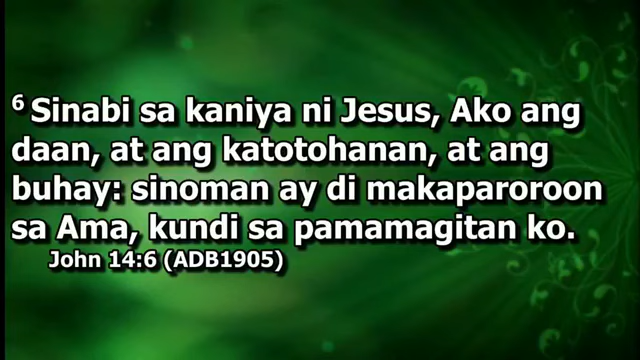 6 Sinabi sa kaniya ni Jesus, Ako ang
daan, at ang katotohanan, at ang
buhay: sinoman ay di makaparoroon
sa Ama, kundi sa pamamagitan ko.
John 14:6 (ADB1905)